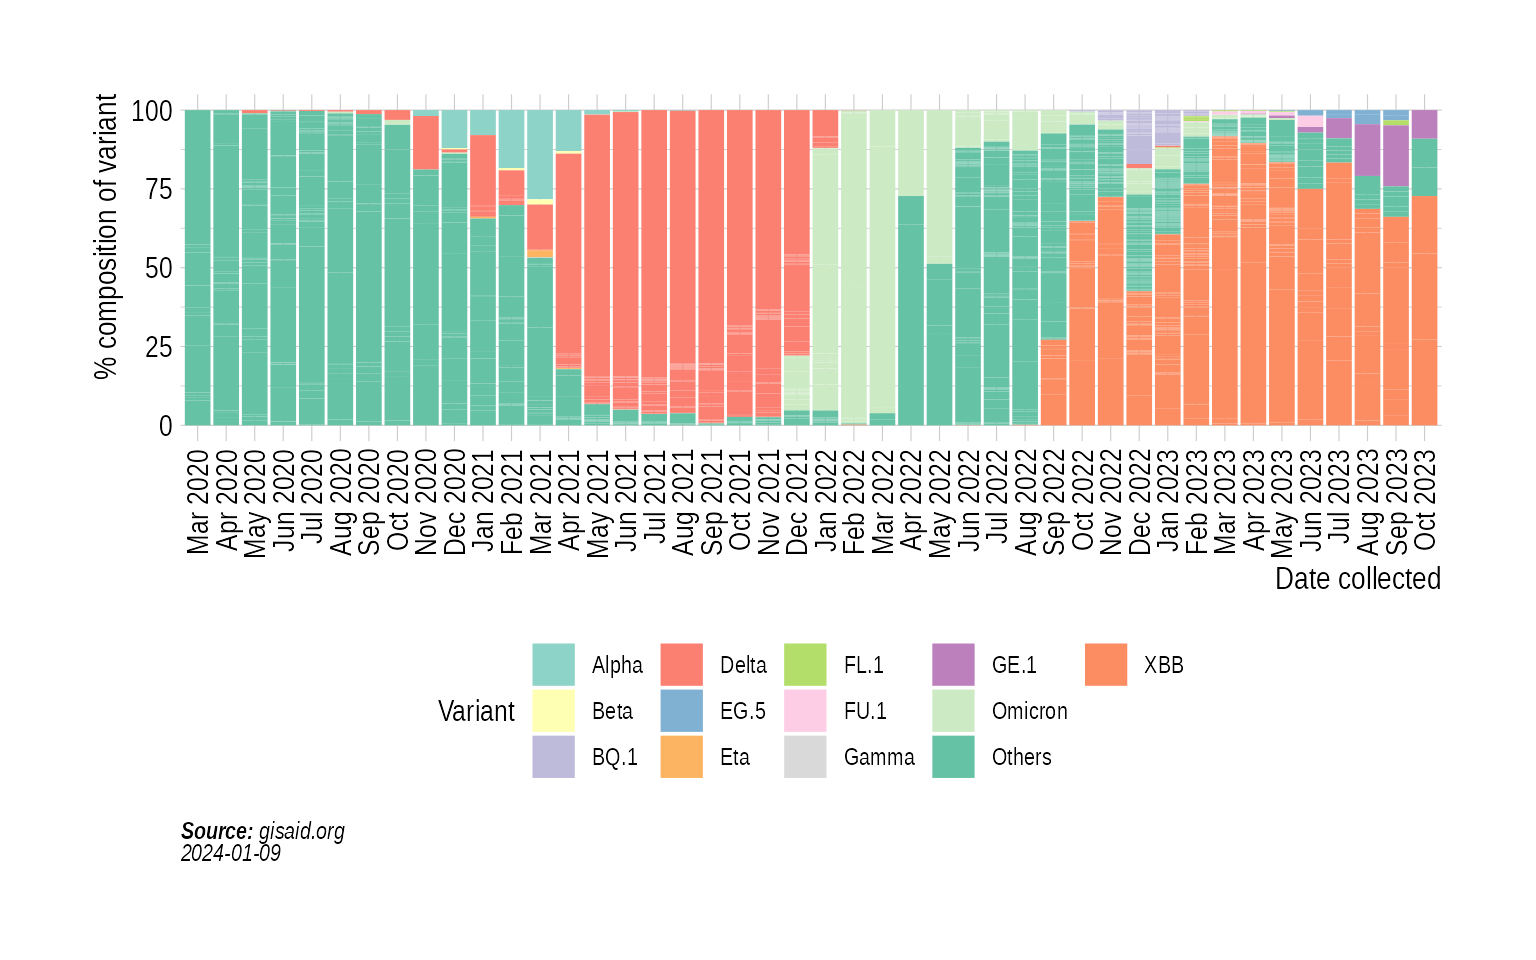 % composition of variant
100
75
50
25
0
Mar 2020
Apr 2020
May 2020
Jun 2020
Jul 2020
Aug 2020
Sep 2020
Oct 2020
Nov 2020
Dec 2020
Jan 2021
Feb 2021
Mar 2021
Apr 2021
May 2021
Jun 2021
Jul 2021
Aug 2021
Sep 2021
Oct 2021
Nov 2021
Dec 2021
Jan 2022
Feb 2022
Mar 2022
Apr 2022
May 2022
Jun 2022
Jul 2022
Aug 2022
Sep 2022
Oct 2022
Nov 2022
Dec 2022
Jan 2023
Feb 2023
Mar 2023
Apr 2023
May 2023
Jun 2023
Jul 2023
Aug 2023
Sep 2023
Oct 2023
Date collected
Variant
Alpha
Beta
BQ.1
Delta
EG.5
Eta
FL.1
FU.1
Gamma
GE.1
Omicron
Others
XBB
Source: gisaid.org
2024-01-09